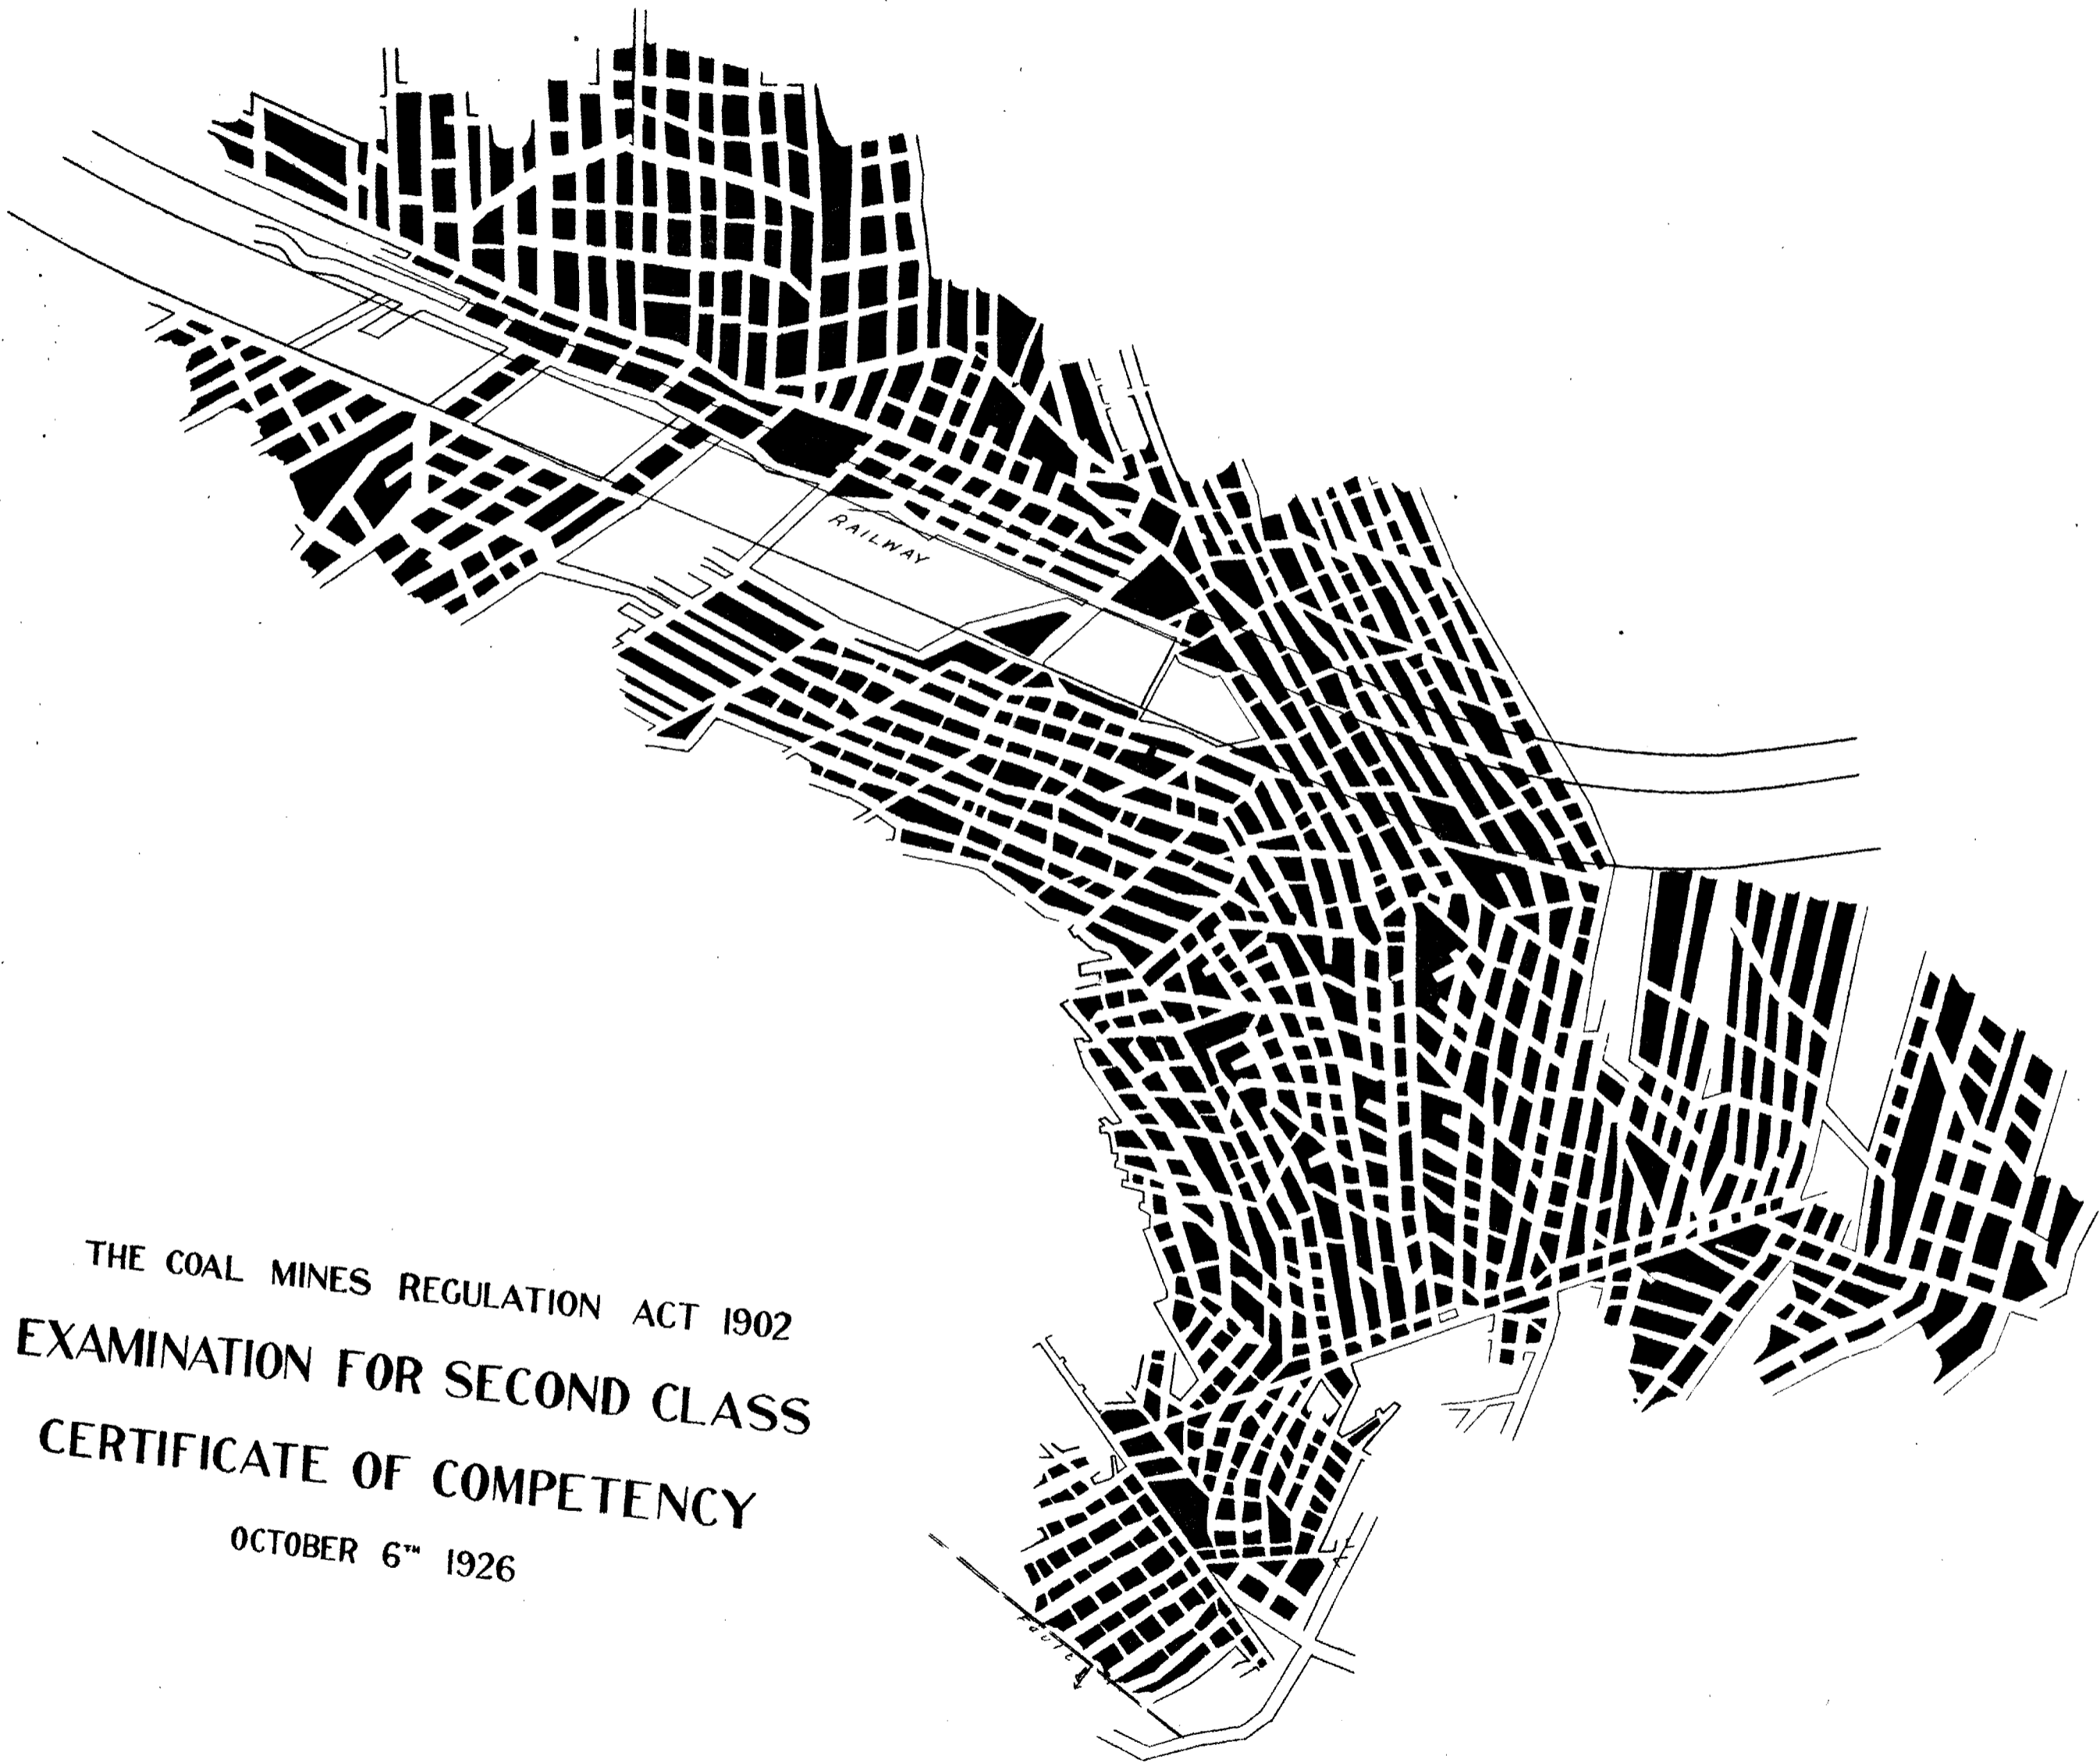 RAILWAY
THE COAL MINES REGULATION ACT 1902
EXAMINATION FOR SECOND CLASS
CERTIFICATE OF COMPETENCY
OCTOBER 6TH 1926